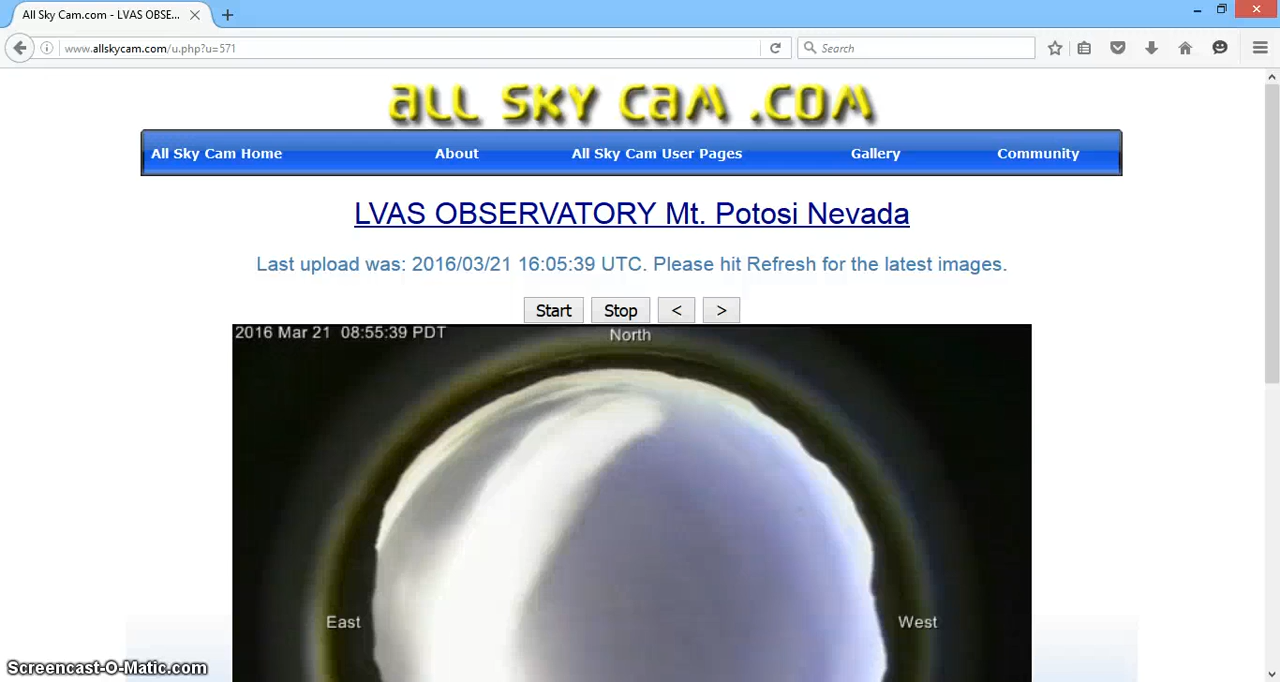 All Sky Cam.com - LVAS OBSE...
www.allskycam.com/u.php?u=571
Search
ALL SKY CAM .COM
All Sky Cam Home About All Sky Cam User Pages Gallery Community
LVAS OBSERVATORY Mt. Potosi Nevada
Last upload was: 2016/03/21 16:05:39 UTC. Please hit Refresh for the latest images.
Start Stop < >
2016 Mar 21 08:55:39 PDT
North
East West
Screencast-O-Matic.com